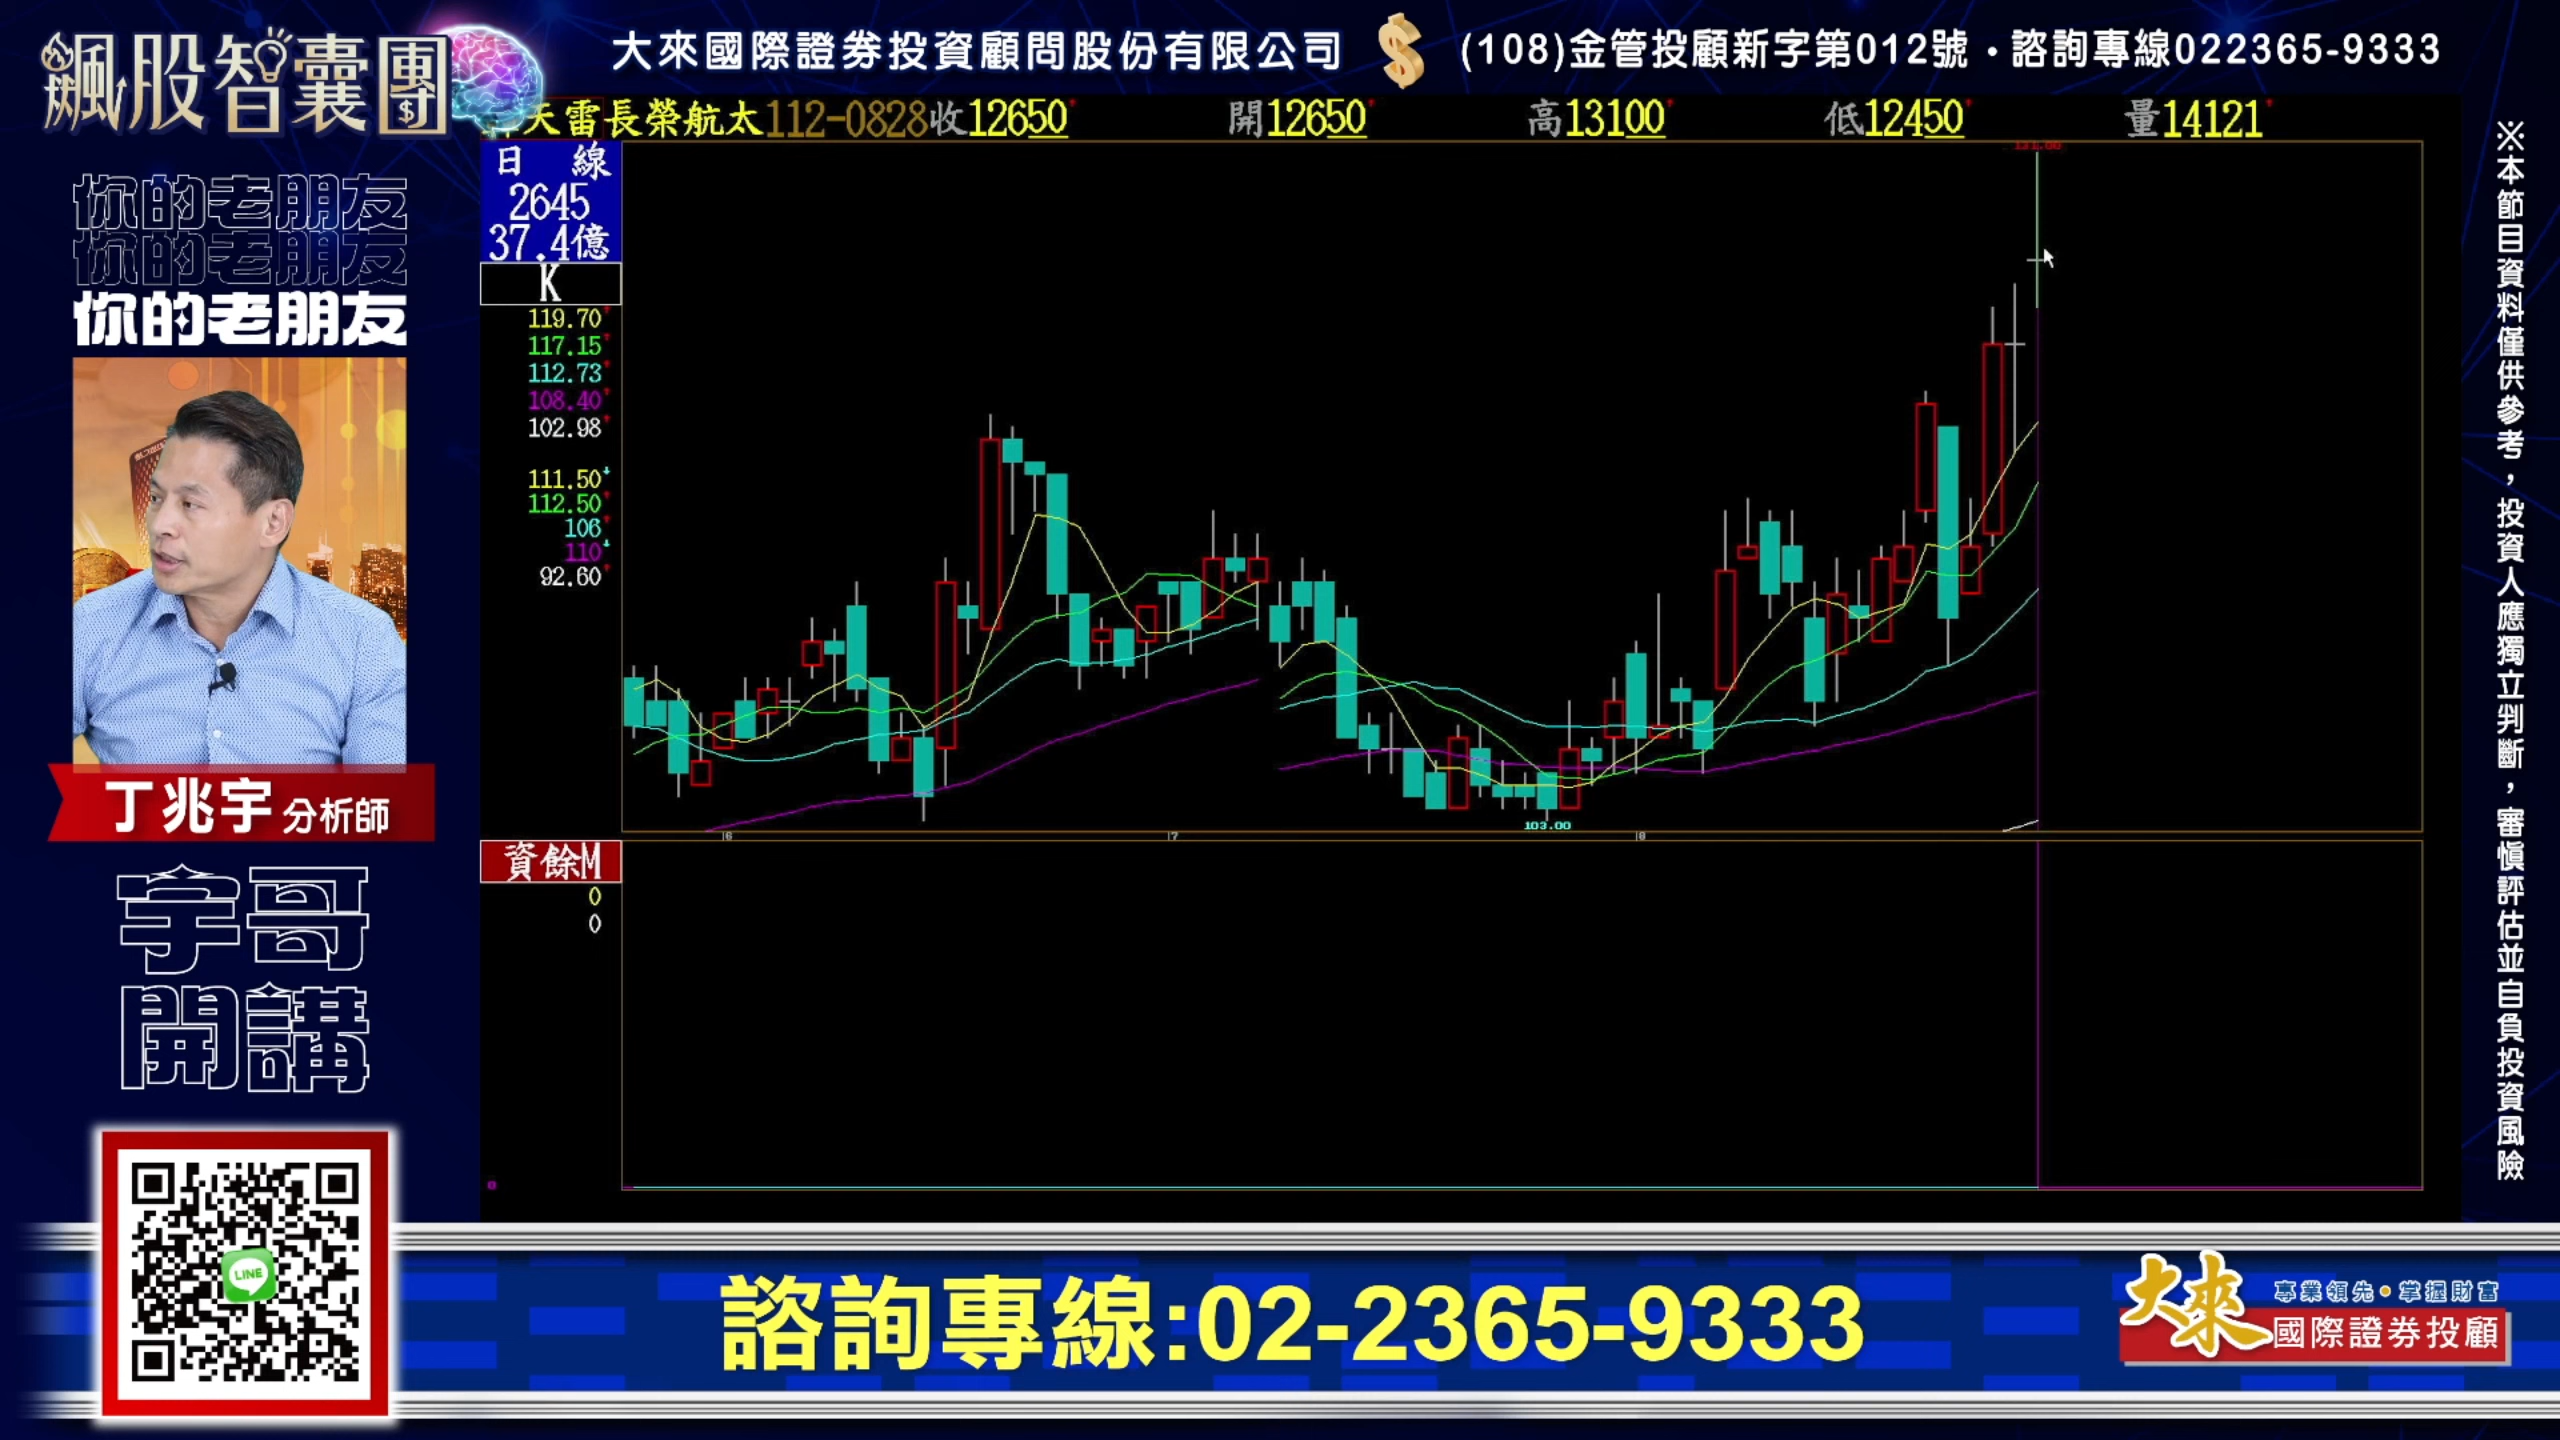 飆股智囊團
大來國際證券投資顧問股份有限公司
(108)金管投顧新字第012號・諮詢專線022365-9333
天雷長榮航太112-0828收12650 開12650 高13100 低12450 量14121
你的老朋友
你的老朋友
你的老朋友
日線
2645
37.4億
K
119.70
117.15
112.73
108.40
102.98
111.50
112.50
106
110
92.60
131.00
103.00
6 7 8
資餘M
0
0
0
丁兆宇分析師
宇哥
開講
※本節目資料僅供參考,投資人應獨立判斷,審慎評估並自負投資風險
LINE
諮詢專線:02-2365-9333
大來
專業領先・掌握財富
國際證券投顧